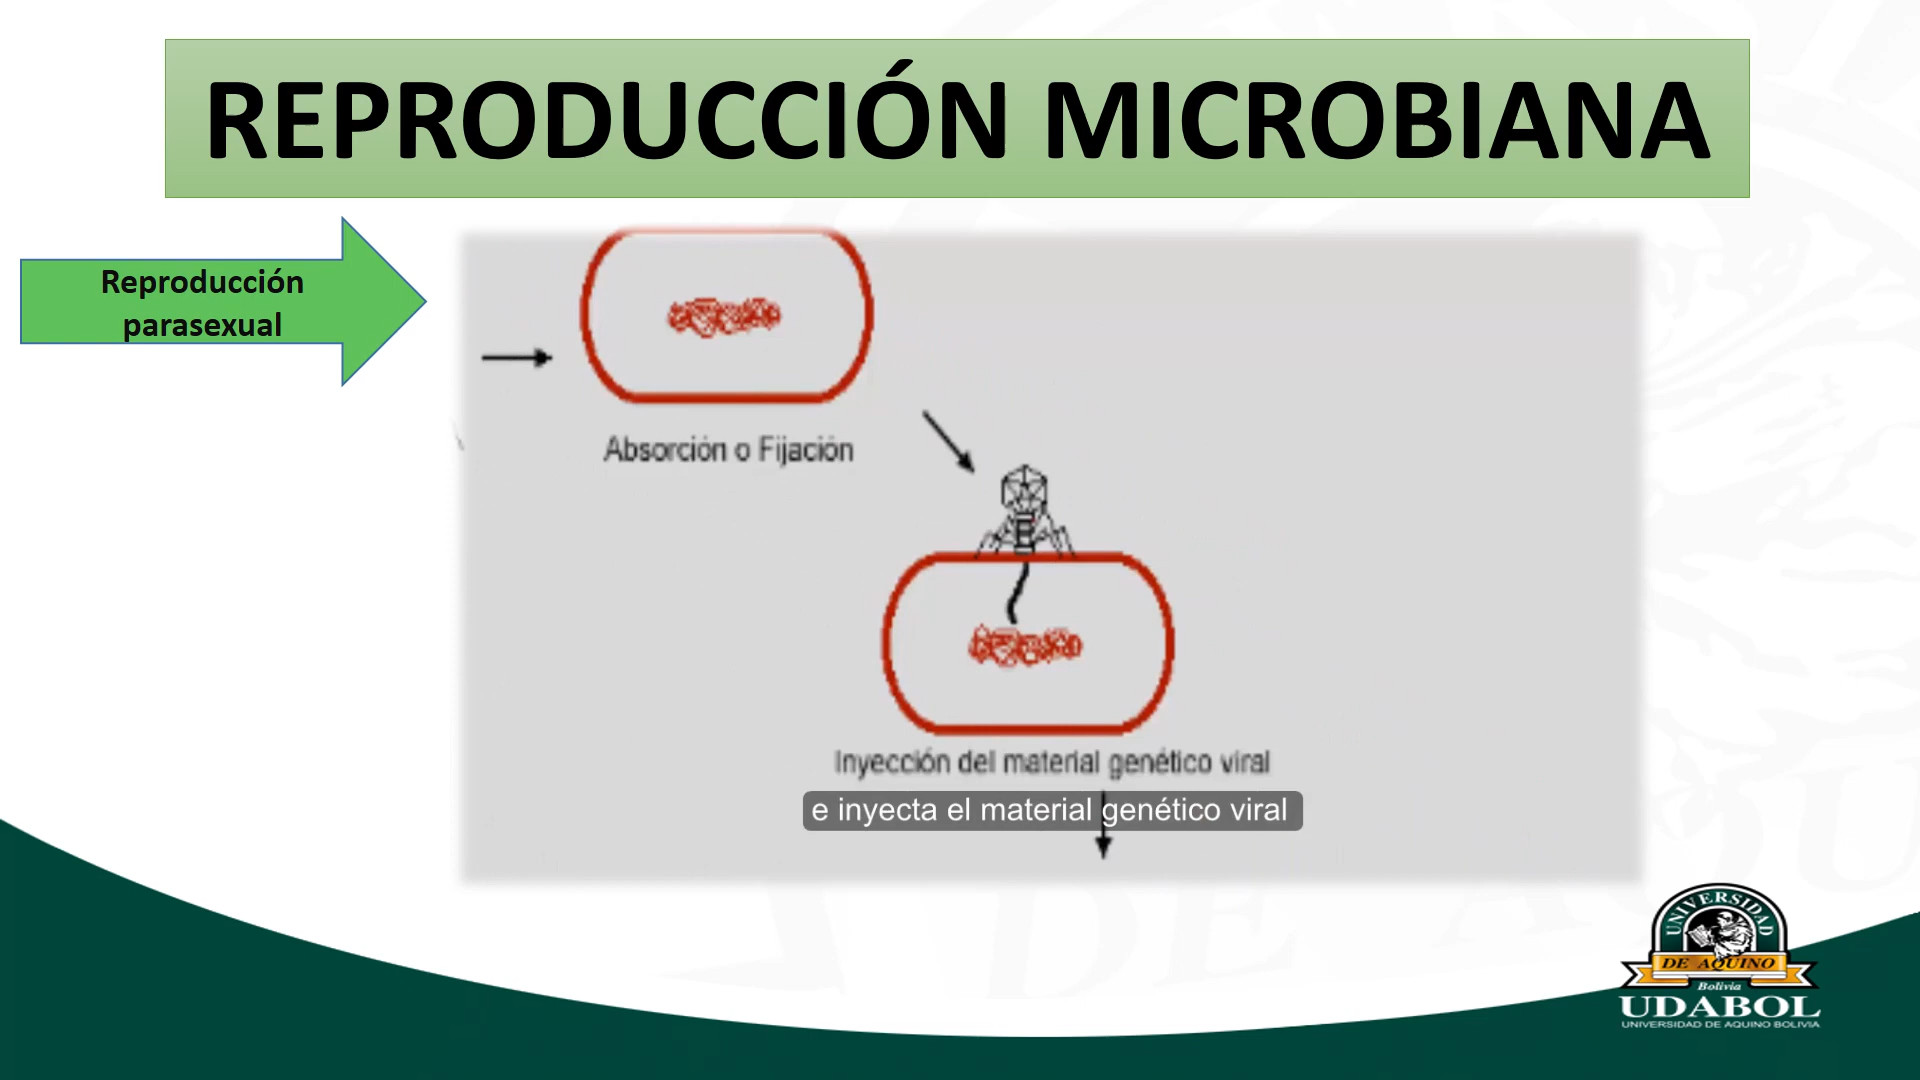 REPRODUCCIÓN MICROBIANA
Reproducción
parasexual
Absorción o Fijación
Inyección del material genético viral
e inyecta el material genético viral
UNIVERSIDAD
DE AQUINO
Bolivia
UDABOL
UNIVERSIDAD DE AQUINO BOLIVIA